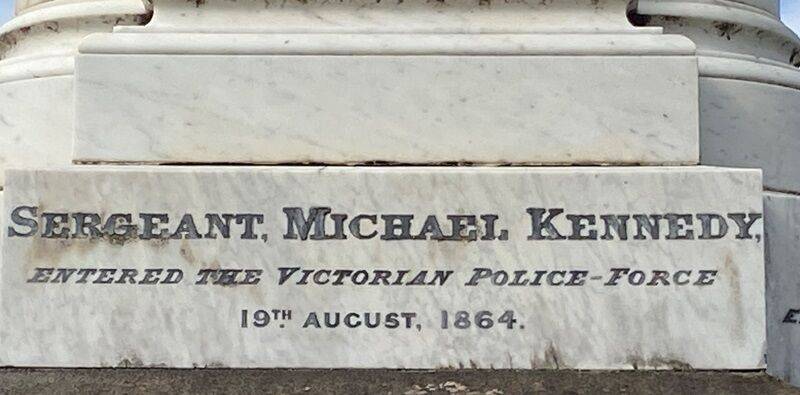 SERGEANT, MICHAEL KENNEDY,
ENTERED THE VICTORIAN POLICE-FORCE
19TH AUGUST, 1864.